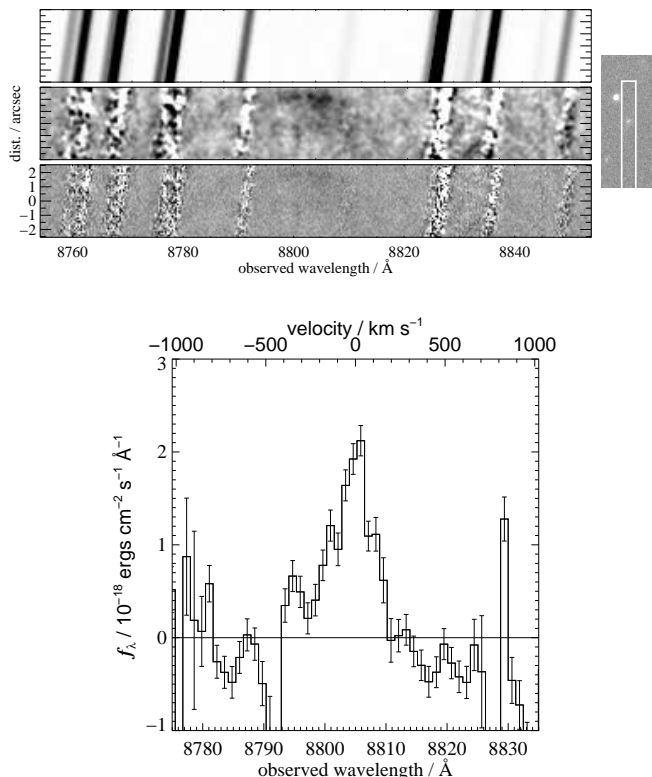 dist. / arcsec
2
1
0
−1
−2
8760 8780 8800 8820 8840
observed wavelength / Å
velocity / km s⁻¹
−1000 −500 0 500 1000
3
2
1
0
−1
fλ / 10⁻¹⁸ ergs cm⁻² s⁻¹ Å⁻¹
8780 8790 8800 8810 8820 8830
observed wavelength / Å